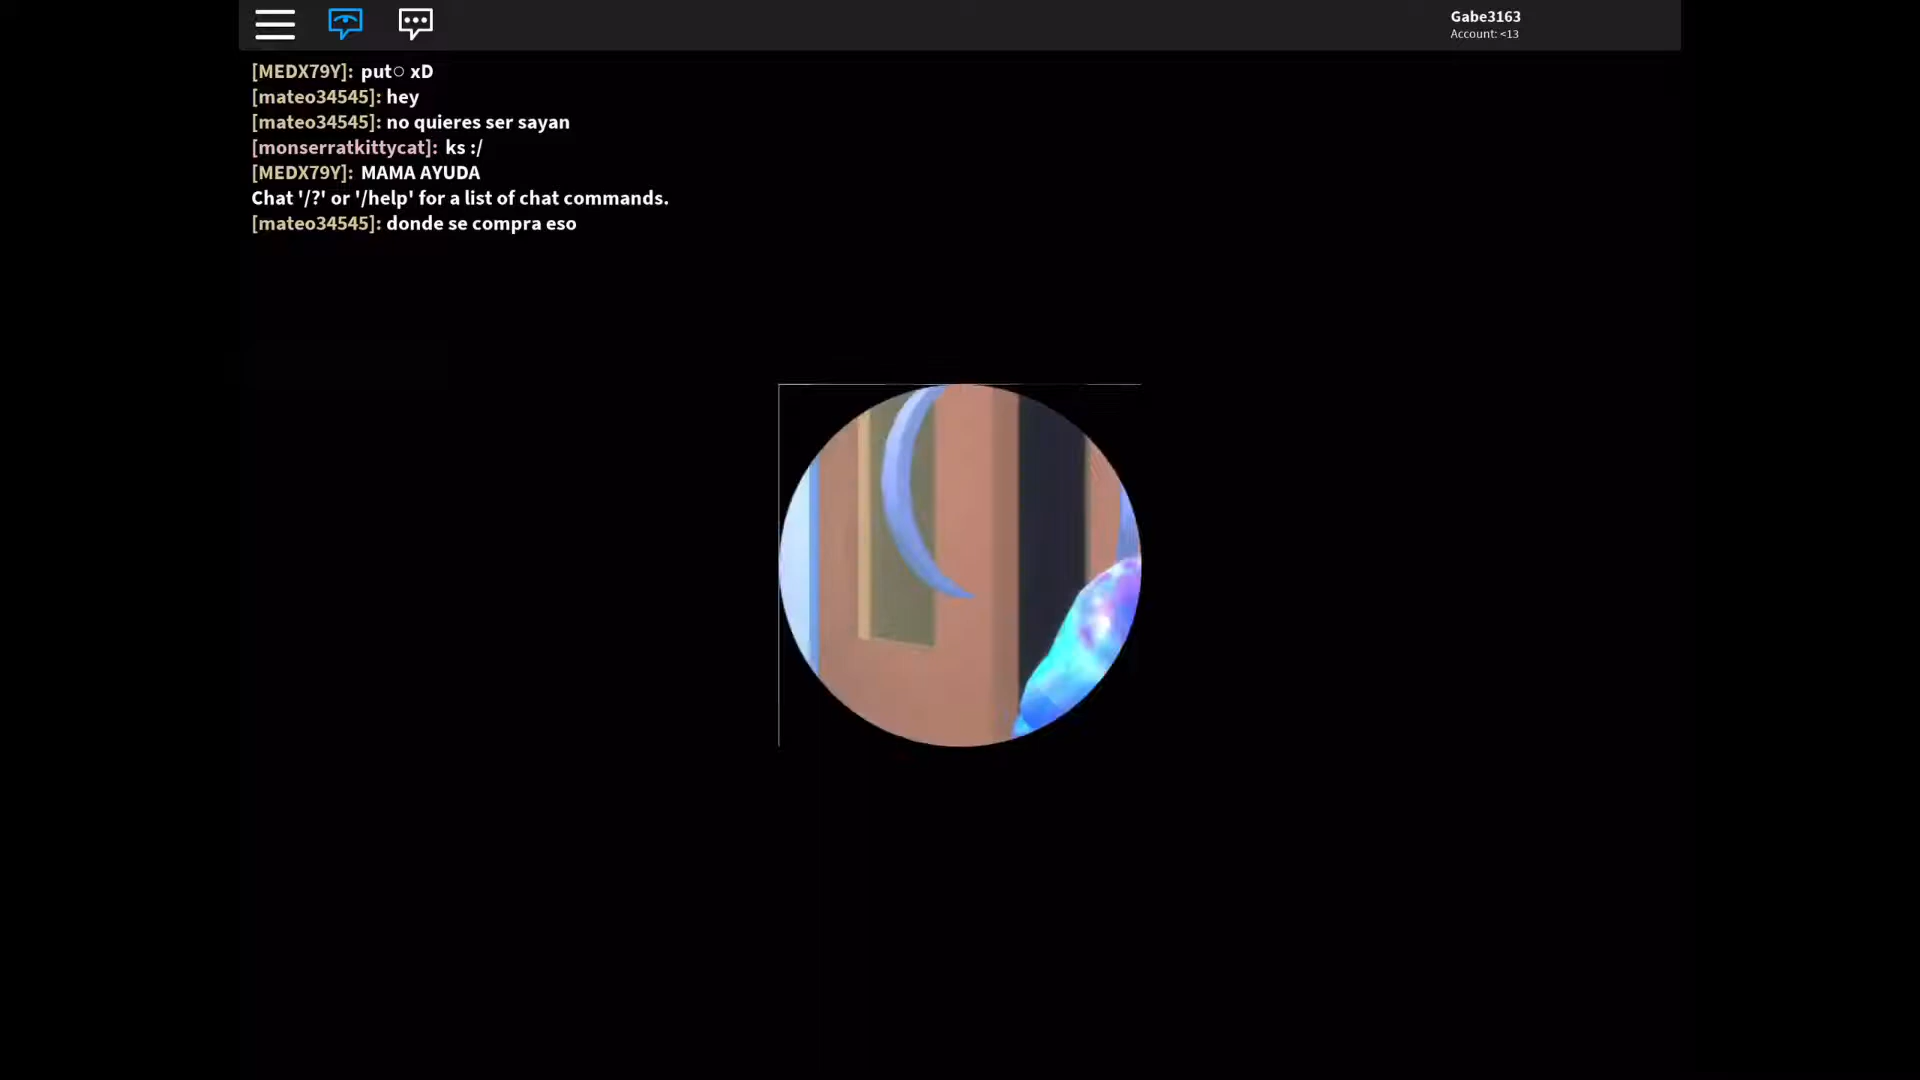 Gabe3163
Account: <13
[MEDX79Y]: put○ xD
[mateo34545]: hey
[mateo34545]: no quieres ser sayan
[monserratkittycat]: ks :/
[MEDX79Y]: MAMA AYUDA
Chat '/?' or '/help' for a list of chat commands.
[mateo34545]: donde se compra eso